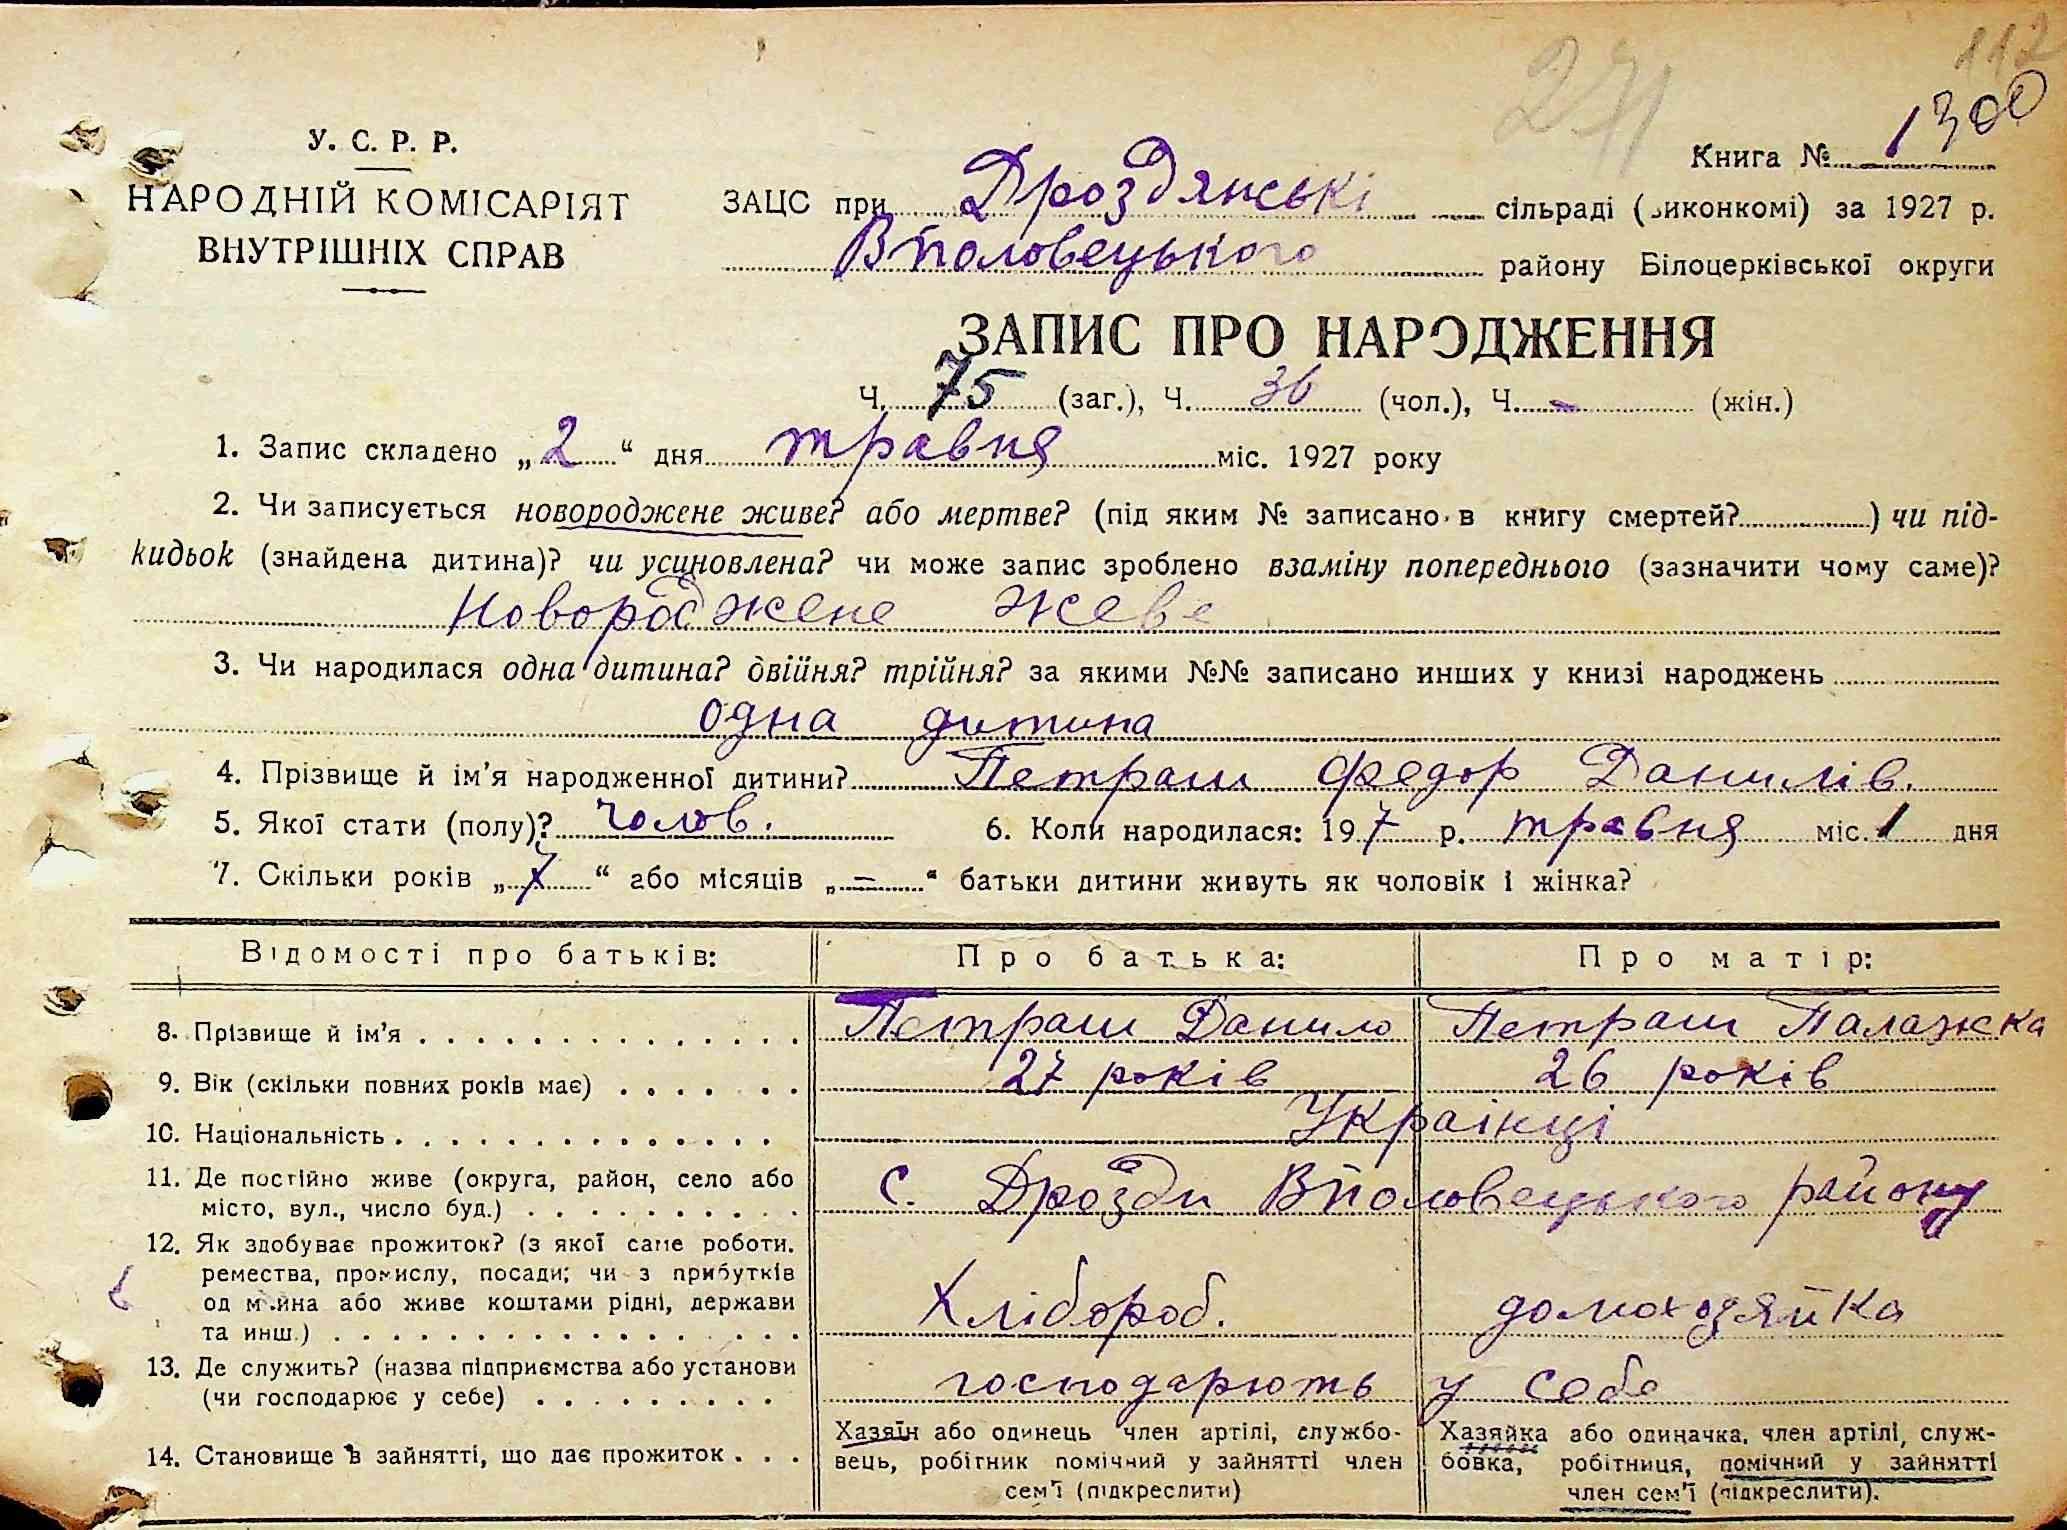 112
271
1300
У. С. Р. Р.
НАРОДНІЙ КОМІСАРІЯТ
ВНУТРІШНІХ СПРАВ
Книга №
ЗАЦС при Дроздянські сільраді (виконкомі) за 1927 р.
В Половецького району Білоцерківської округи
ЗАПИС ПРО НАРОДЖЕННЯ
Ч. 75 (заг.), Ч. 36 (чол.), Ч. - (жін.)
1. Запис складено „2“ дня травня міс. 1927 року
2. Чи записується новороджене живе? або мертве? (під яким № записано в книгу смертей? ) чи під-
кидьок (знайдена дитина)? чи усиновлена? чи може запис зроблено взаміну попереднього (зазначити чому саме)?
Новороджене жеве
3. Чи народилася одна дитина? двійня? трійня? за якими №№ записано инших у книзі народжень
одна дитина
4. Прізвище й ім'я народженної дитини? Петраш Федор Данилів.
5. Якої стати (полу)? Чолов. 6. Коли народилася: 197 р. травня міс. 1 дня
7. Скільки років „7“ або місяців „–“ батьки дитини живуть як чоловік і жінка?
Відомості про батьків: Про батька: Про матір:
8. Прізвище й ім'я Петраш Данило Петраш Палажка
9. Вік (скільки повних років має) 27 років 26 років
10. Національність Українці
11. Де постійно живе (округа, район, село або
місто, вул., число буд.) с. Дрозди В Половецького району
12. Як здобуває прожиток? (з якої саме роботи.
ремества, промислу, посади; чи з прибутків
од майна або живе коштами рідні, держави
та инш.) Хлібороб. домохозяйка
13. Де служить? (назва підприємства або установи
(чи господарює у себе) господарють у себе
14. Становище в зайнятті, що дає прожиток
Хазяїн або одинець член артілі, службо-
вець, робітник помічний у зайнятті член
сем'ї (підкреслити)
Хазяйка або одиначка, член артілі, служ-
бовка, робітниця, помічний у зайнятті
член сем'ї (підкреслити).